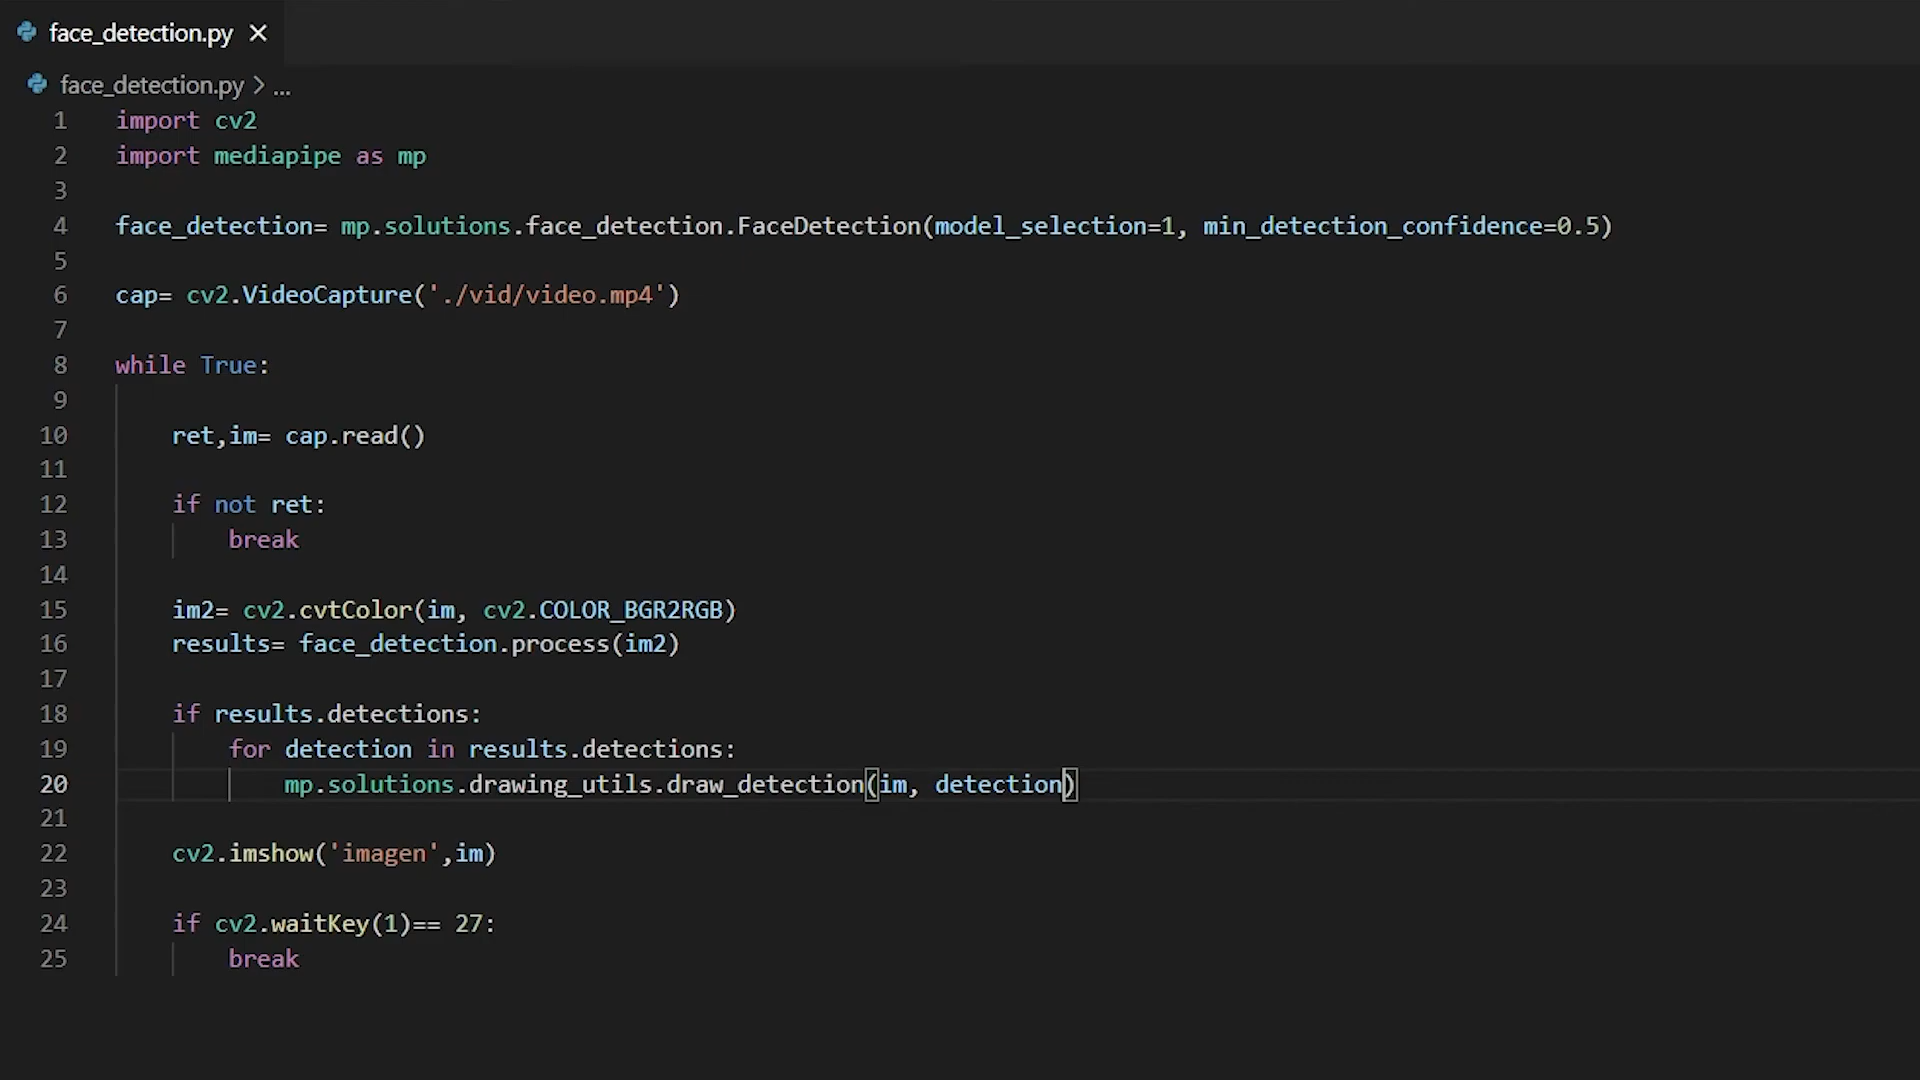 face_detection.py
face_detection.py > ...
1 import cv2
2 import mediapipe as mp
3
4 face_detection= mp.solutions.face_detection.FaceDetection(model_selection=1, min_detection_confidence=0.5)
5
6 cap= cv2.VideoCapture('./vid/video.mp4')
7
8 while True:
9
10     ret,im= cap.read()
11
12     if not ret:
13         break
14
15     im2= cv2.cvtColor(im, cv2.COLOR_BGR2RGB)
16     results= face_detection.process(im2)
17
18     if results.detections:
19         for detection in results.detections:
20             mp.solutions.drawing_utils.draw_detection(im, detection)
21
22     cv2.imshow('imagen',im)
23
24     if cv2.waitKey(1)== 27:
25         break